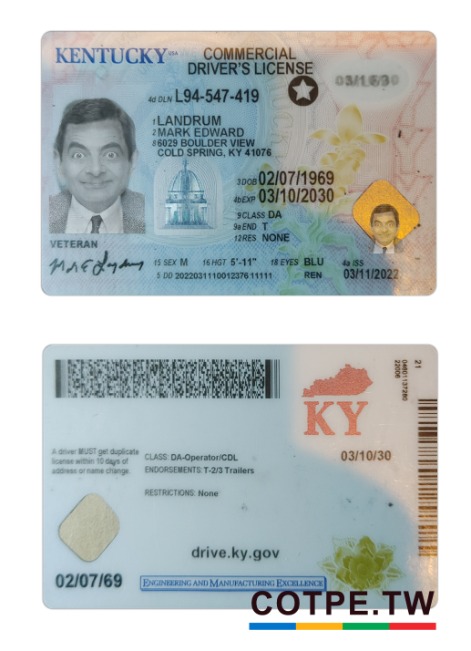 KENTUCKY USA
COMMERCIAL
DRIVER'S LICENSE
4d DLN L94-547-419
1 LANDRUM
2 MARK EDWARD
8 6029 BOULDER VIEW
COLD SPRING, KY 41076
3 DOB 02/07/1969
4b EXP 03/10/2030
9 CLASS DA
9a END T
12 RES NONE
VETERAN
15 SEX M 16 HGT 5'-11" 18 EYES BLU 4a ISS
5 DD 20220311100123761 11111 REN 03/11/2022
21
04601137280
22006
KY
03/10/30
A driver MUST get duplicate
license within 10 days of
address or name change.
CLASS: DA-Operator/CDL
ENDORSEMENTS: T-2/3 Trailers
RESTRICTIONS: None
drive.ky.gov
02/07/69
ENGINEERING AND MANUFACTURING EXCELLENCE
COTPE.TW